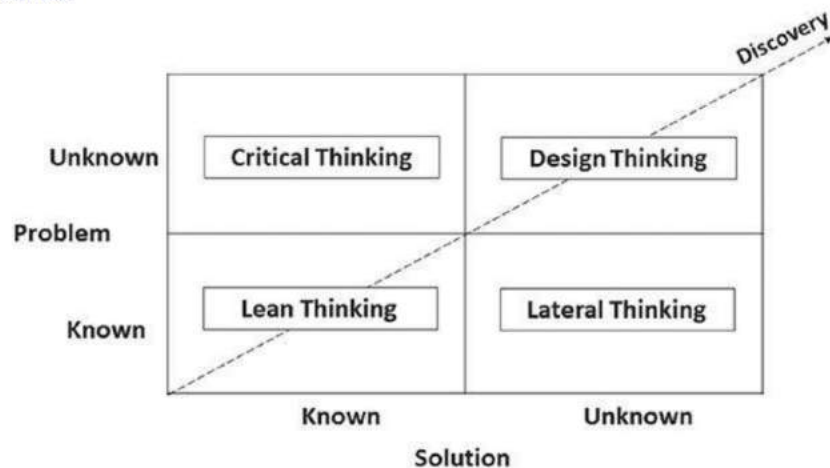 Discovery
Unknown
Critical Thinking
Design Thinking
Problem
Known
Lean Thinking
Lateral Thinking
Known
Unknown
Solution